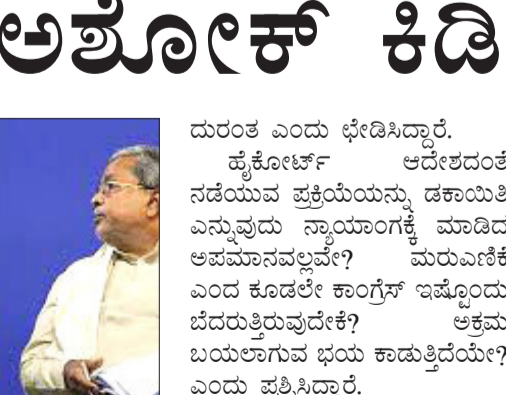 ಅಶೋಕ್ ಕಿಡಿ
ದುರಂತ ಎಂದು ಛೇಡಿಸಿದ್ದಾರೆ.
ಹೈಕೋರ್ಟ್ ಆದೇಶದಂತೆ
ನಡೆಯುವ ಪ್ರಕ್ರಿಯೆಯನ್ನು ಡಕಾಯಿತಿ
ಎನ್ನುವುದು ನ್ಯಾಯಾಂಗಕ್ಕೆ ಮಾಡಿದ
ಅಪಮಾನವಲ್ಲವೇ? ಮರುಎಣಿಕೆ
ಎಂದ ಕೂಡಲೇ ಕಾಂಗ್ರೆಸ್ ಇಷ್ಟೊಂದು
ಬೆದರುತ್ತಿರುವುದೇಕೆ? ಅಕ್ರಮ
ಬಯಲಾಗುವ ಭಯ ಕಾಡುತ್ತಿದೆಯೇ?
ಎಂದು ಪ್ರಶ್ನಿಸಿದ್ದಾರೆ.